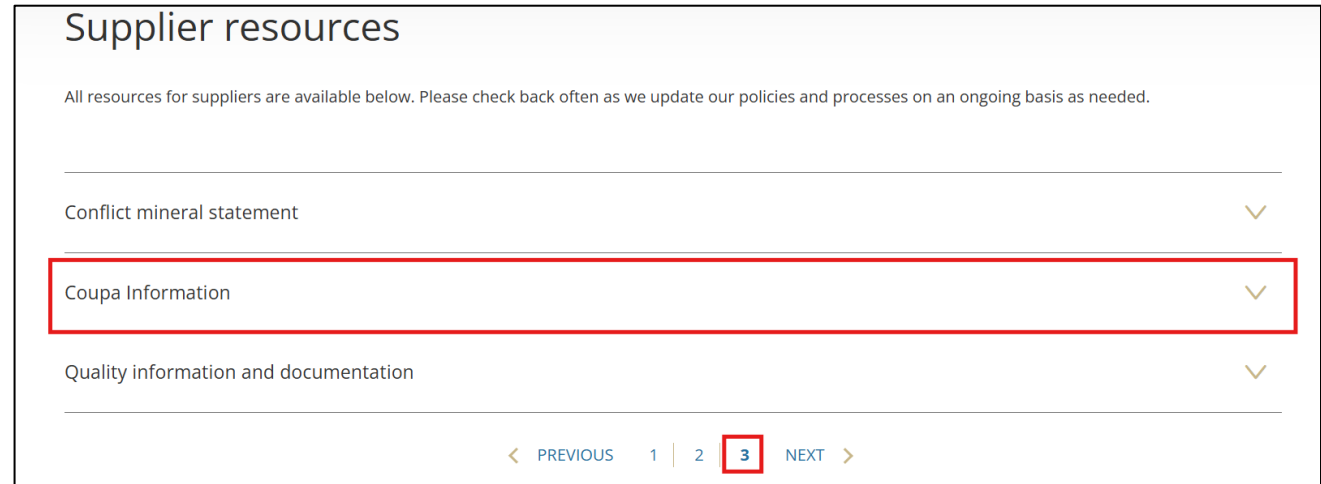 Supplier resources
All resources for suppliers are available below. Please check back often as we update our policies and processes on an ongoing basis as needed.
Conflict mineral statement
Coupa Information
Quality information and documentation
PREVIOUS 1 2 3 NEXT